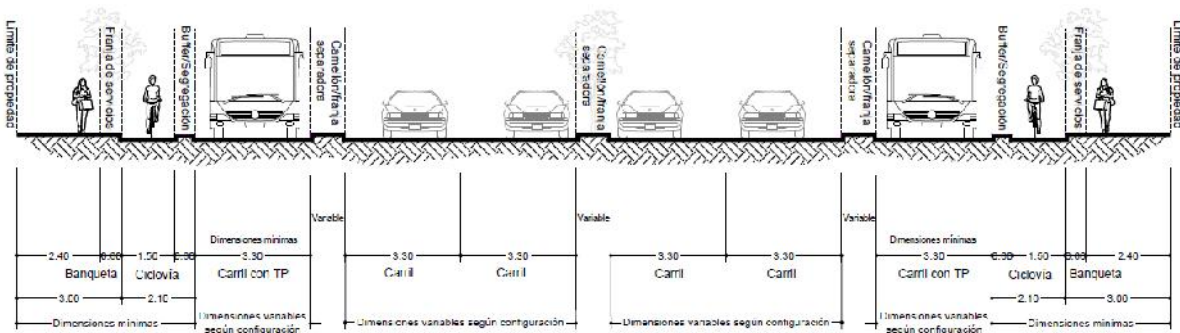 Límite de propiedad
Franja de servicios
Buffer/Segregación
Camellón/franja
separadora
Camellón/franja
separadora
Camellón/franja
separadora
Buffer/Segregación
Franja de servicios
Límite de propiedad
Variable
Variable
Variable
Dimensiones mínimas
Dimensiones mínimas
2.40
0.60
1.50
0.60
3.30
3.30
3.30
3.30
3.30
3.30
1.50
2.40
Banqueta
Ciclovía
Carril con TP
Carril
Carril
Carril
Carril
Carril con TP
Ciclovía
Banqueta
3.00
2.10
2.10
3.00
Dimensiones mínimas
Dimensiones variables
según configuración
Dimensiones variables según configuración
Dimensiones variables según configuración
Dimensiones variables
según configuración
Dimensiones mínimas